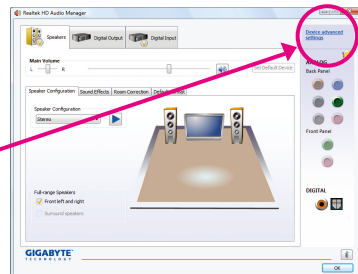 Realtek HD Audio Manager
Speakers
Digital Output
Digital Input
Device advanced
settings
Main Volume
L
R
Set Default Device
ANALOG
Back Panel
Speaker Configuration
Sound Effects
Room Correction
Default Format
Speaker Configuration
Stereo
Front Panel
Full-range Speakers
Front left and right
Surround speakers
DIGITAL
GIGABYTE
TECHNOLOGY
i
OK